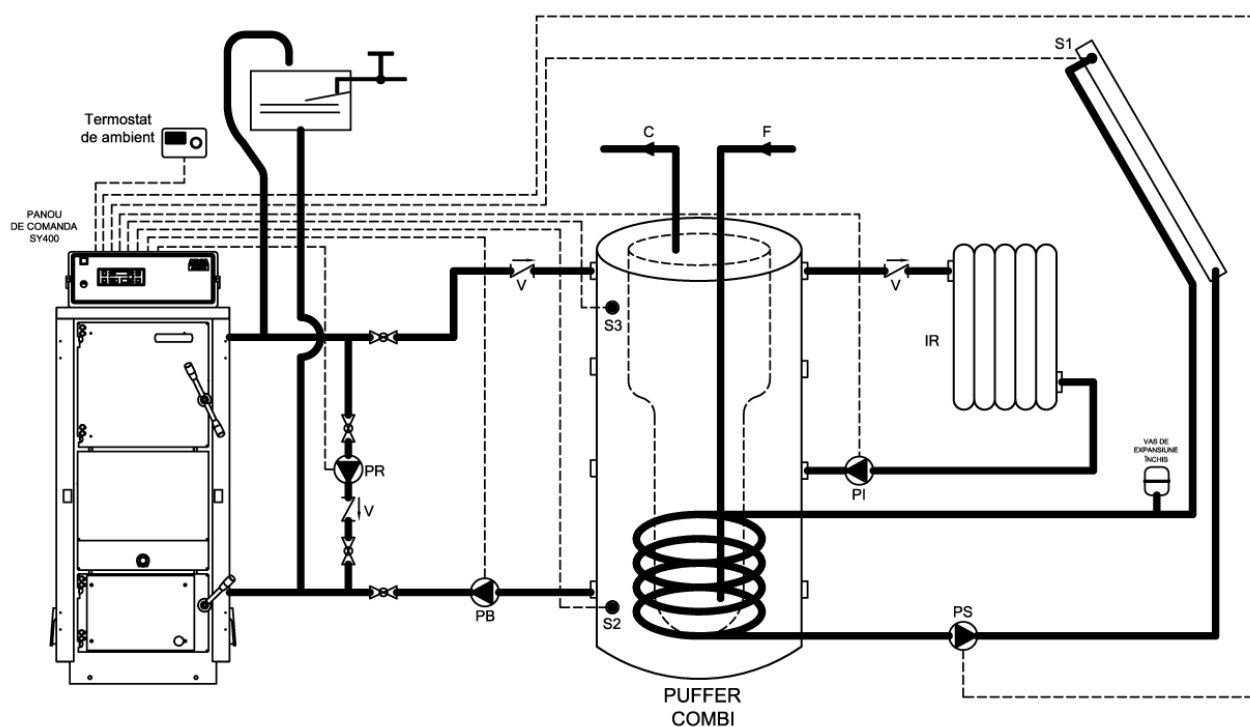 S1
Termostat
de ambient
C
F
PANOU
DE COMANDA
SY400
V
V
S3
IR
VAS DE
EXPANSIUNE
ÎNCHIS
PR
PI
V
PB
S2
PS
PUFFER
COMBI